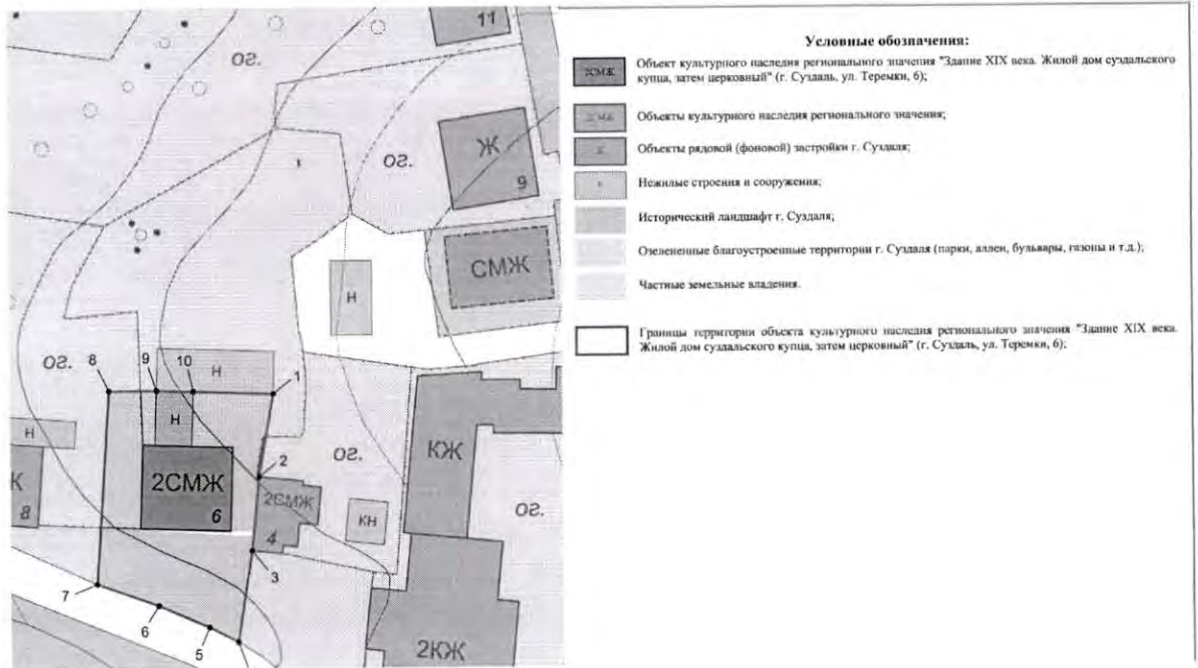 11
ог.
Ж
9
ог.
СМЖ
Н
ог.
8
9
10
Н
1
Н
Н
2
К
8
2СМЖ
6
ог.
2СМЖ
4
КН
КЖ
ог.
3
7
6
5
2КЖ
Условные обозначения:
2СМЖ
Объект культурного наследия регионального значения "Здание XIX века. Жилой дом суздальского
купца, затем церковный" (г. Суздаль, ул. Теремки, 6);
Объекты культурного наследия регионального значения;
Объекты рядовой (фоновой) застройки г. Суздаля;
Нежилые строения и сооружения;
Исторический ландшафт г. Суздаля;
Озелененные благоустроенные территории г. Суздаля (парки, аллеи, бульвары, газоны и т.д.);
Частные земельные владения.
Границы территории объекта культурного наследия регионального значения "Здание XIX века.
Жилой дом суздальского купца, затем церковный" (г. Суздаль, ул. Теремки, 6);